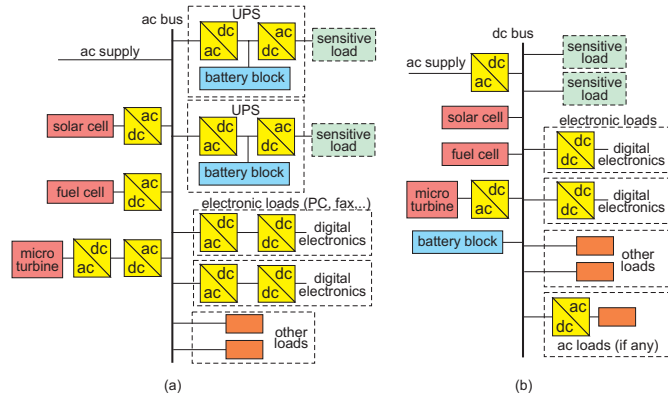 ac bus
UPS
dc
ac
ac
dc
sensitive
load
battery block
ac supply
UPS
solar cell
ac
dc
dc
ac
ac
dc
sensitive
load
battery block
fuel cell
ac
dc
electronic loads (PC, fax...)
dc
ac
dc
dc
digital
electronics
micro
turbine
dc
ac
ac
dc
dc
ac
dc
dc
digital
electronics
other
loads
(a)
dc bus
ac supply
dc
ac
sensitive
load
sensitive
load
solar cell
electronic loads
fuel cell
dc
dc
digital
electronics
micro
turbine
dc
ac
dc
dc
digital
electronics
battery block
other
loads
ac
dc
ac loads (if any)
(b)